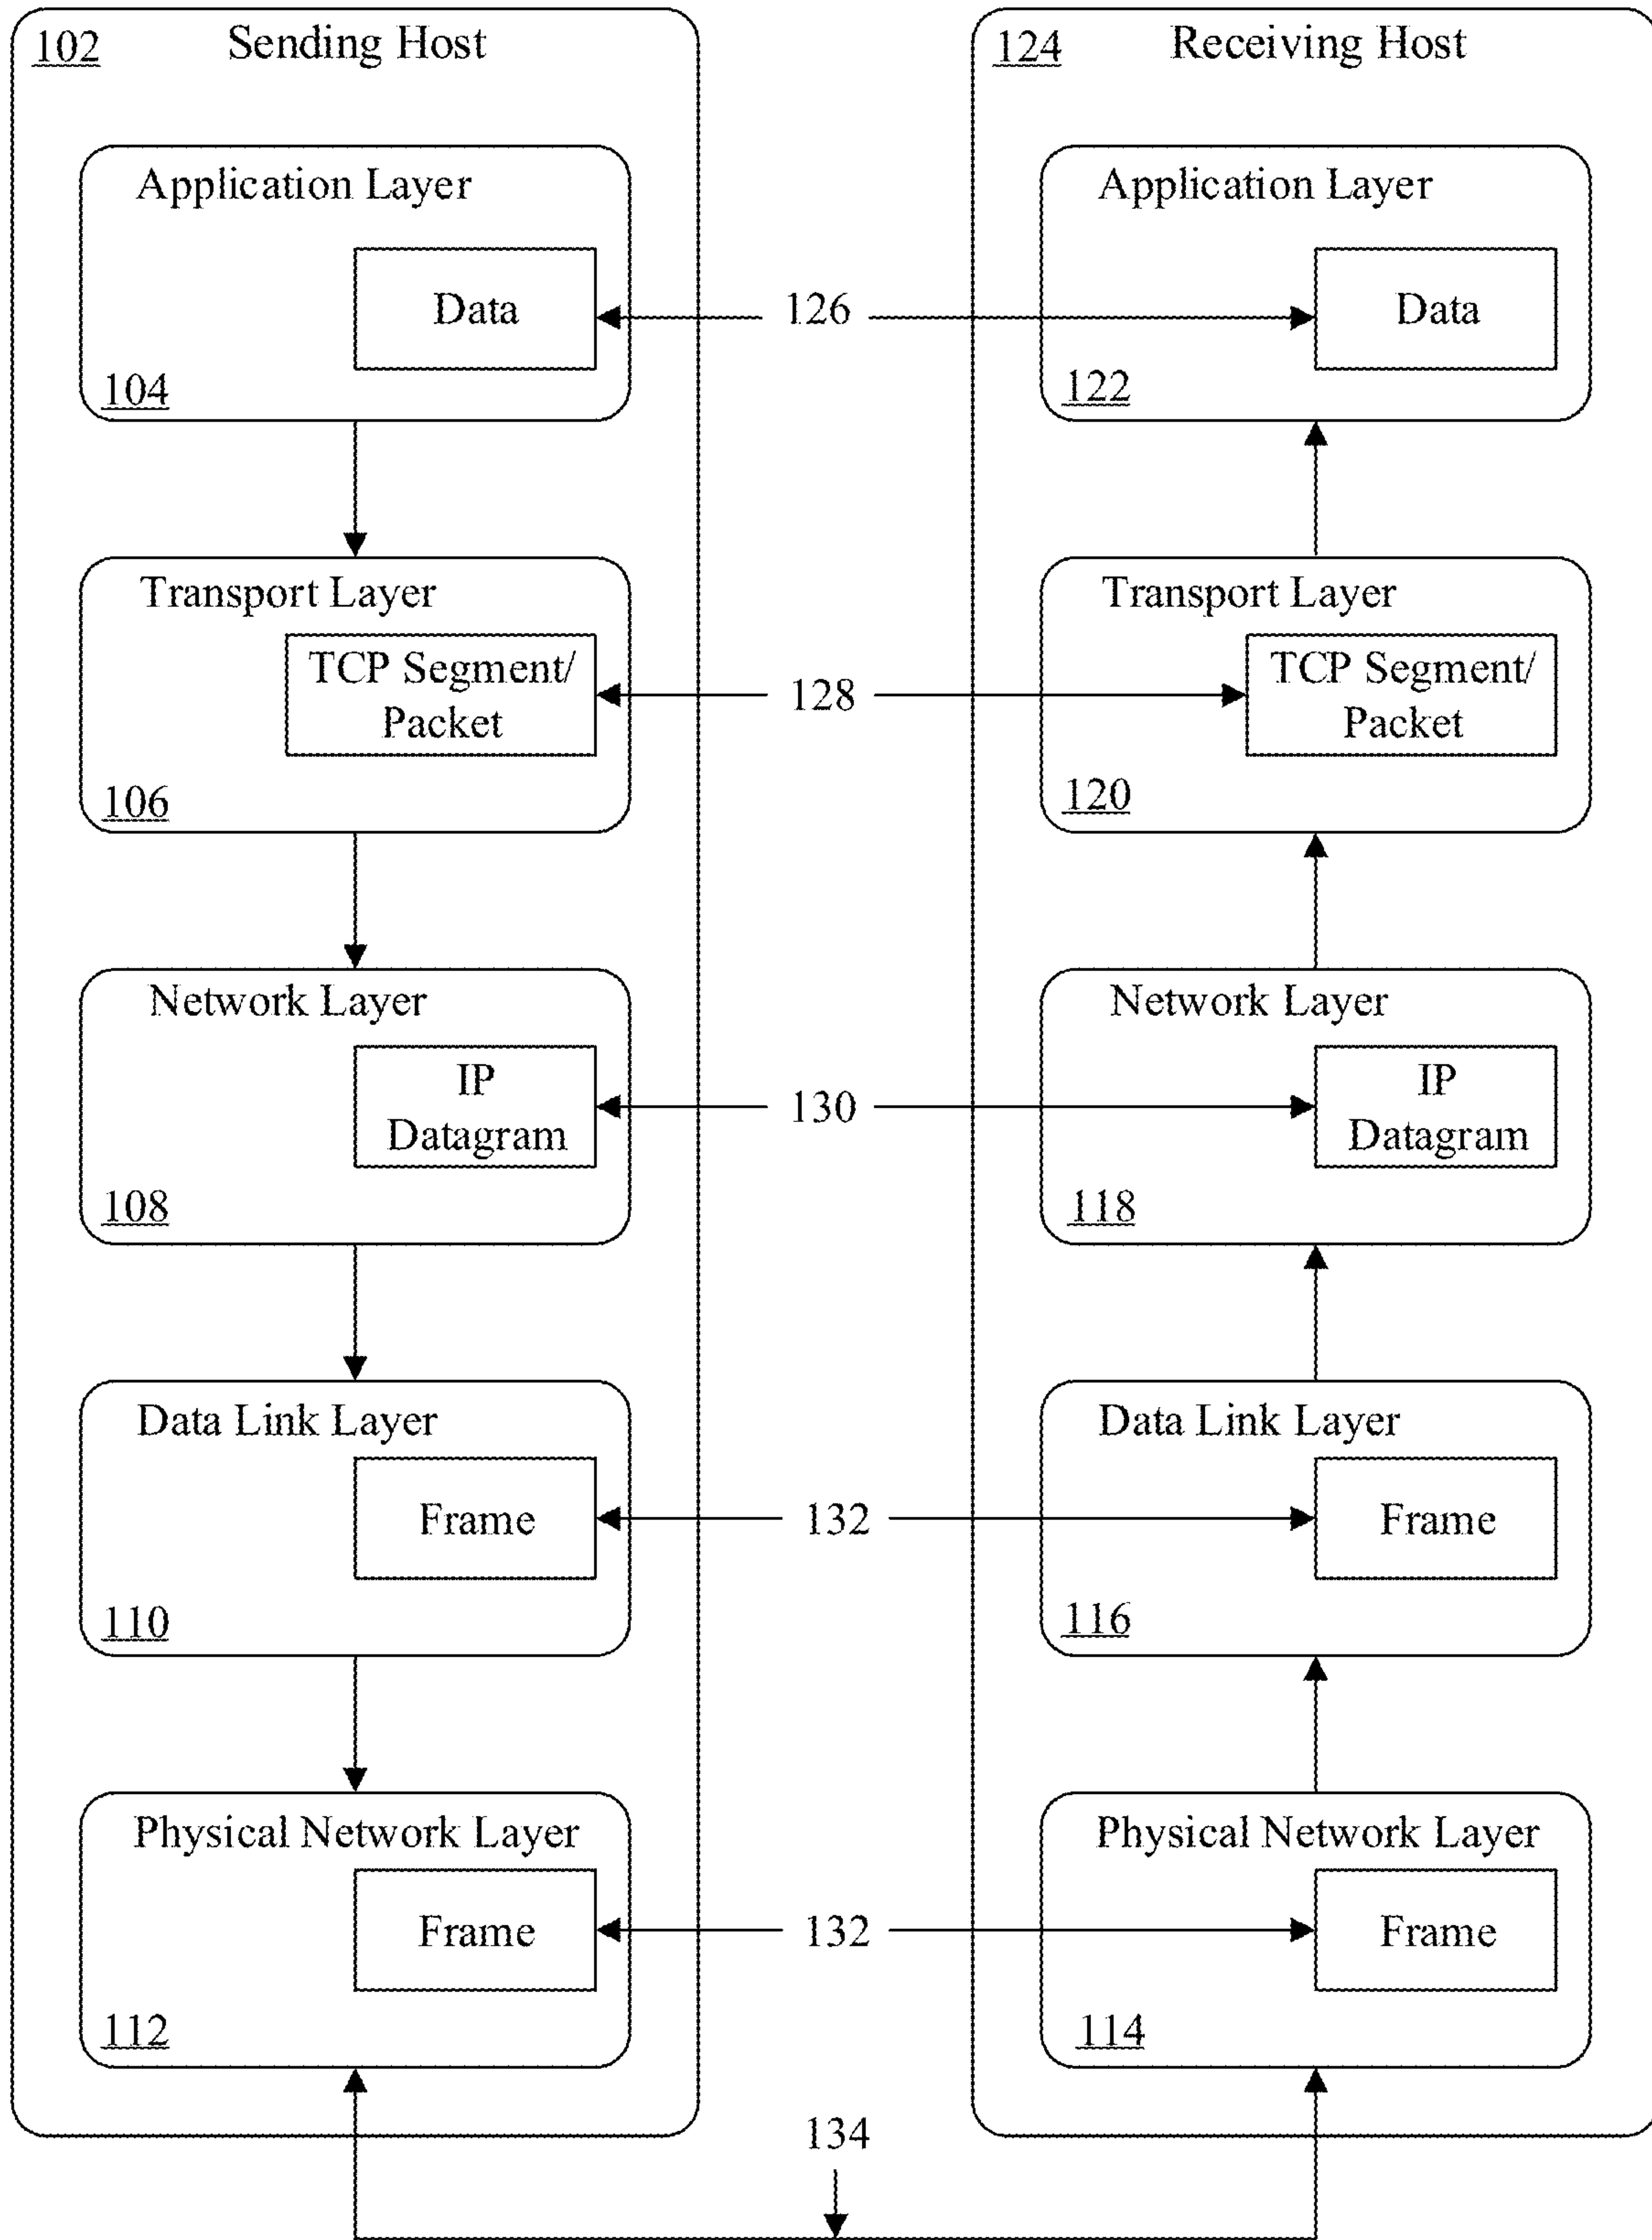 102
Sending Host
124
Receiving Host
Application Layer
Data
104
126
Application Layer
Data
122
Transport Layer
TCP Segment/
Packet
106
128
Transport Layer
TCP Segment/
Packet
120
Network Layer
IP
Datagram
108
130
Network Layer
IP
Datagram
118
Data Link Layer
Frame
110
132
Data Link Layer
Frame
116
Physical Network Layer
Frame
112
132
Physical Network Layer
Frame
114
134